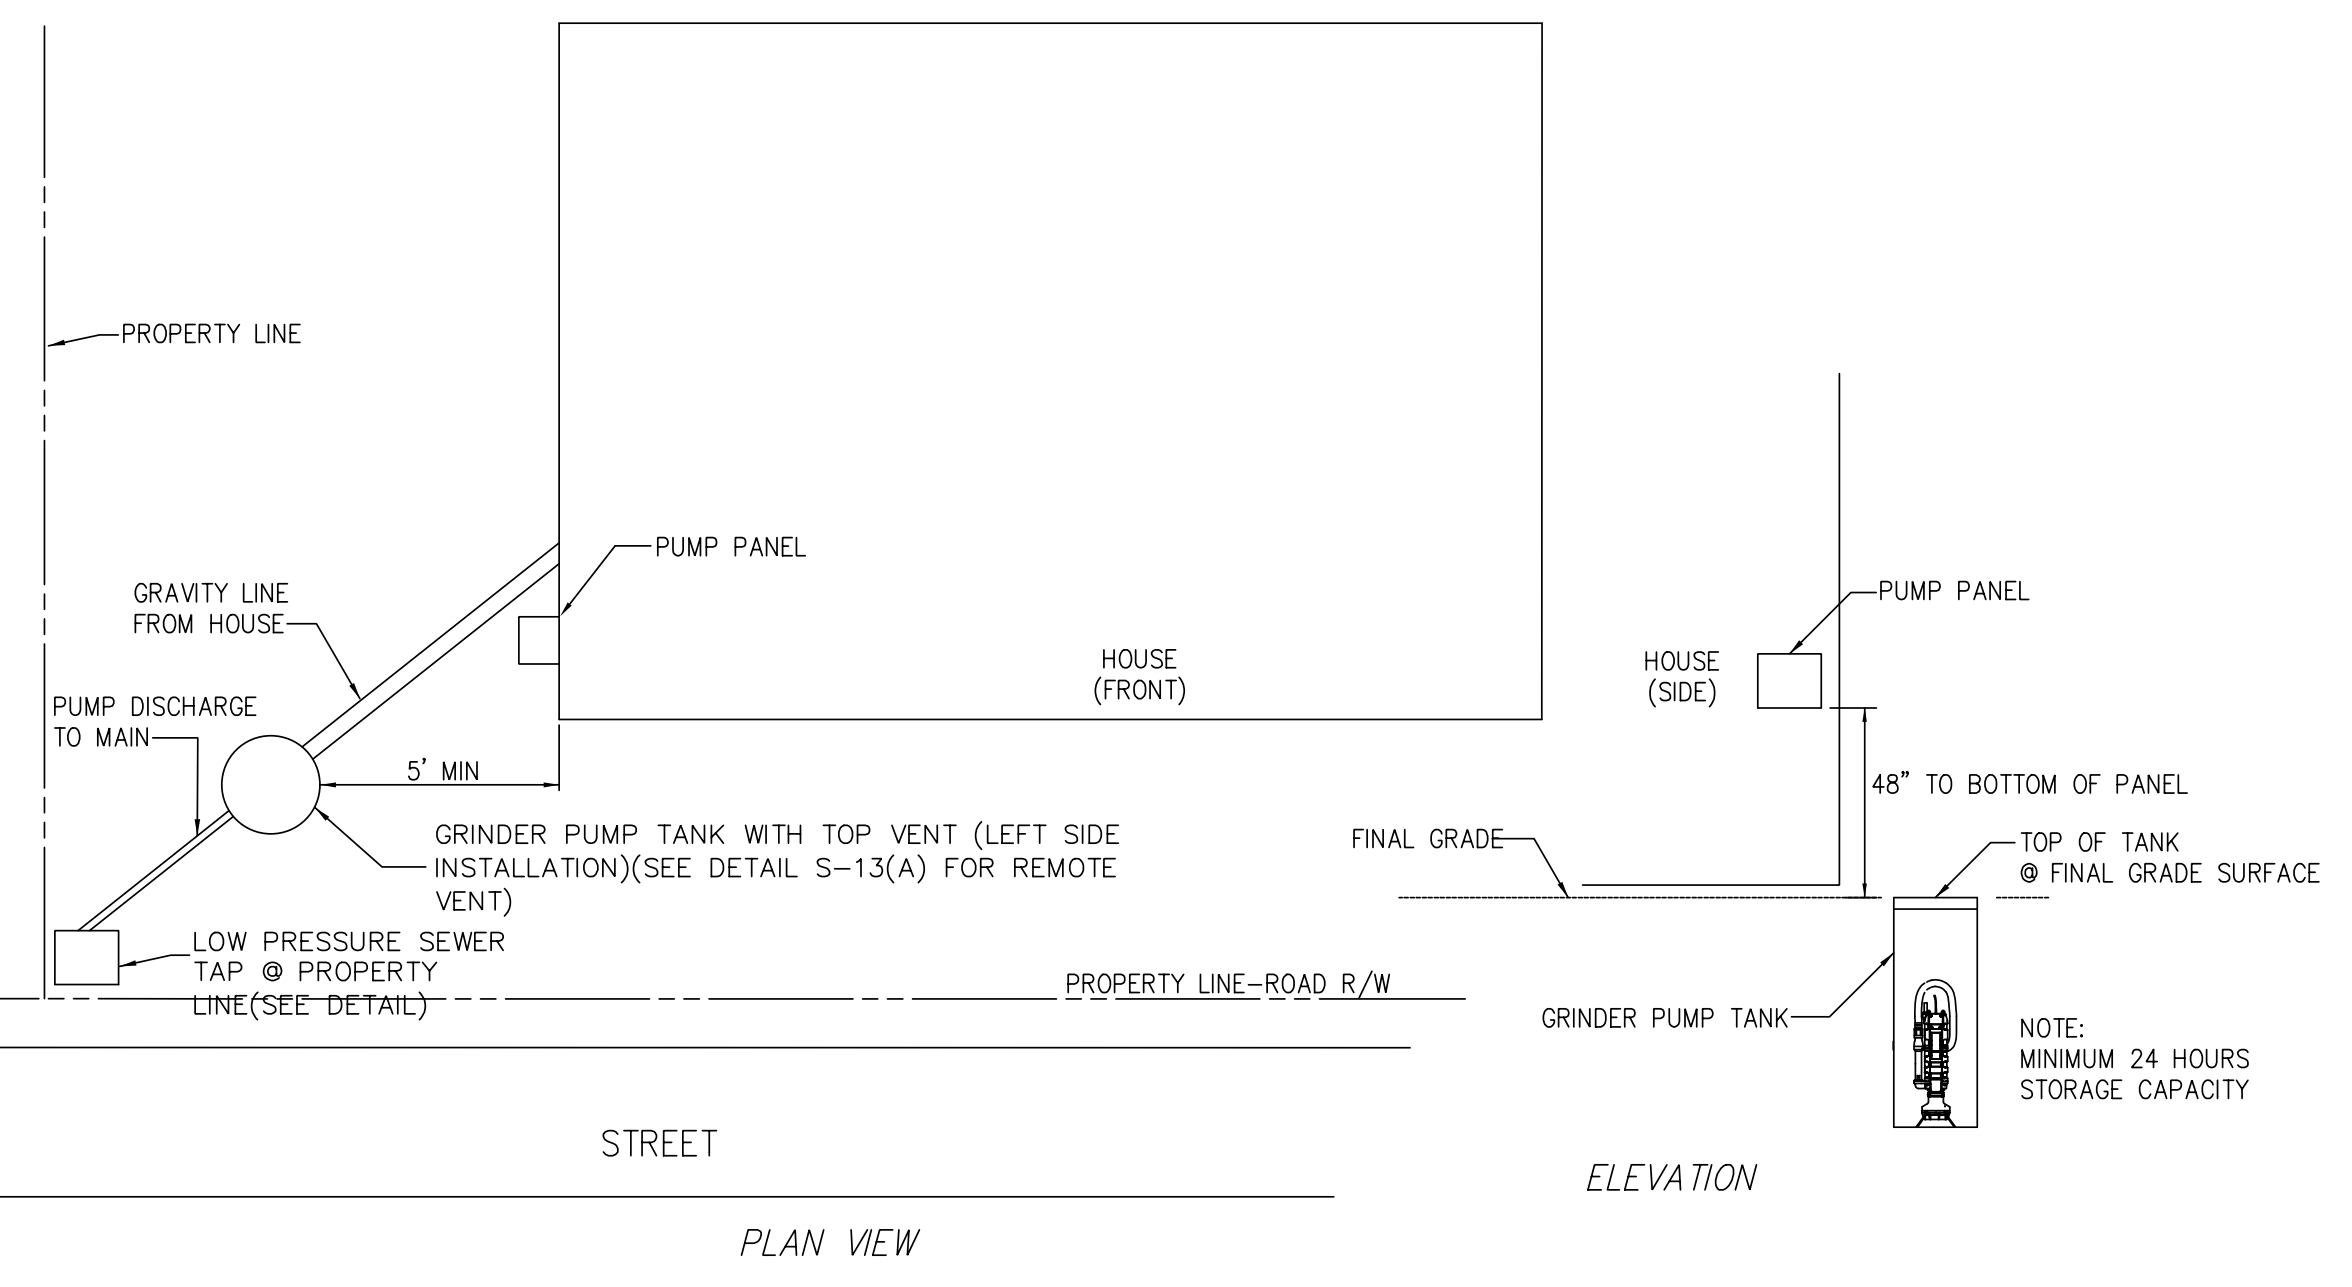 PROPERTY LINE
PUMP PANEL
GRAVITY LINE
FROM HOUSE
HOUSE
(FRONT)
PUMP DISCHARGE
TO MAIN
5' MIN
GRINDER PUMP TANK WITH TOP VENT (LEFT SIDE
INSTALLATION)(SEE DETAIL S-13(A) FOR REMOTE
VENT)
LOW PRESSURE SEWER
TAP @ PROPERTY
LINE(SEE DETAIL)
PROPERTY LINE-ROAD R/W
STREET
PLAN VIEW
PUMP PANEL
HOUSE
(SIDE)
48" TO BOTTOM OF PANEL
FINAL GRADE
TOP OF TANK
@ FINAL GRADE SURFACE
GRINDER PUMP TANK
NOTE:
MINIMUM 24 HOURS
STORAGE CAPACITY
ELEVATION